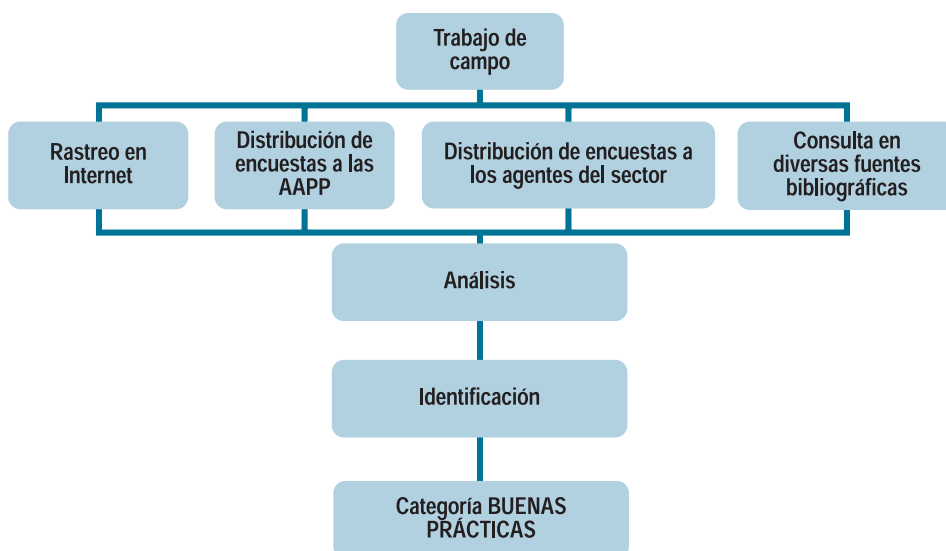 Trabajo de
campo
Rastreo en
Internet
Distribución de
encuestas a las
AAPP
Distribución de encuestas a
los agentes del sector
Consulta en
diversas fuentes
bibliográficas
Análisis
Identificación
Categoría BUENAS
PRÁCTICAS